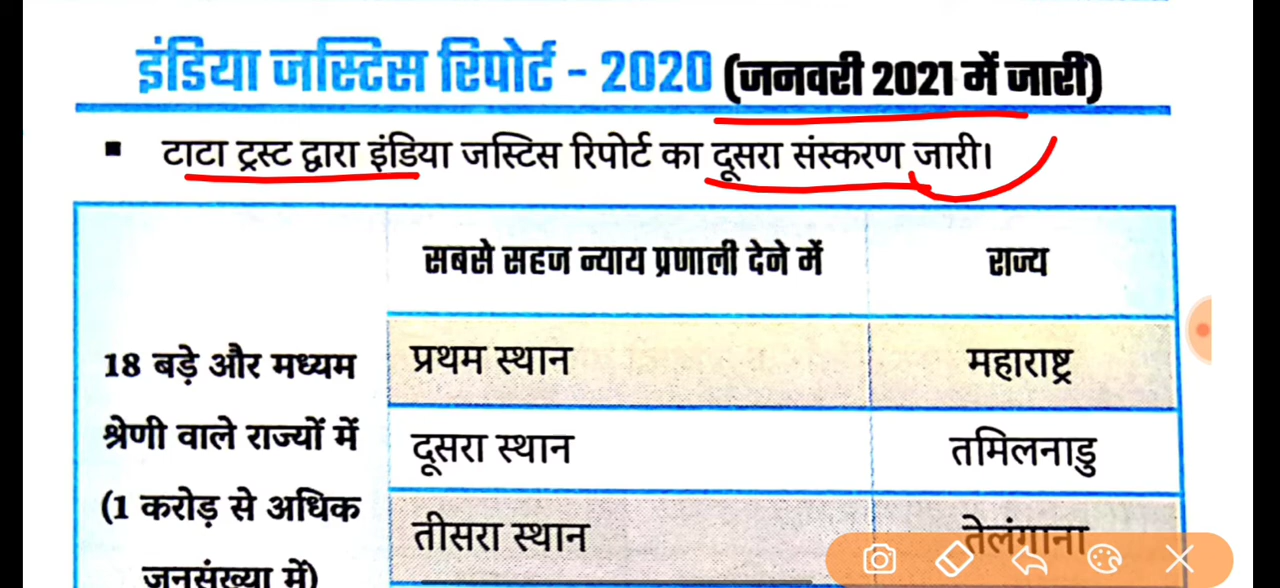 इंडिया जस्टिस रिपोर्ट - 2020 (जनवरी 2021 में जारी)
▪ टाटा ट्रस्ट द्वारा इंडिया जस्टिस रिपोर्ट का दूसरा संस्करण जारी।
सबसे सहज न्याय प्रणाली देने में राज्य
18 बड़े और मध्यम
श्रेणी वाले राज्यों में
(1 करोड़ से अधिक
जनसंख्या में)
प्रथम स्थान महाराष्ट्र
दूसरा स्थान तमिलनाडु
तीसरा स्थान तेलंगाना